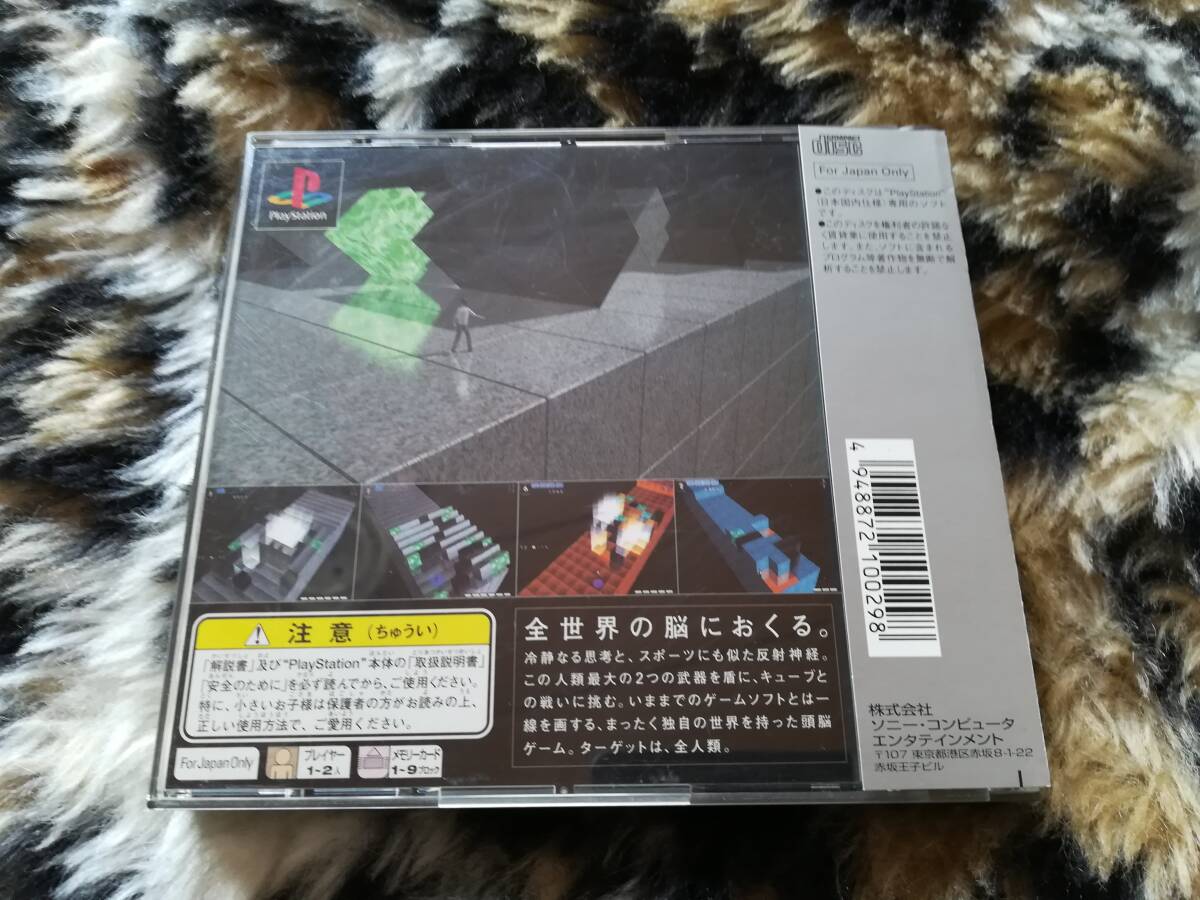 PlayStation
COMPACT
disc
For Japan Only
●このディスクは"PlayStation"
(日本国内仕様)専用のソフト
です。
●このディスクを権利者の許諾な
く賃貸業に使用することを禁止
します。また、ソフトに含まれる
プログラム等著作物を無断で解
析することを禁止します。
4 948872 100298
注意(ちゅうい)
「解説書」及び"PlayStation"本体の「取扱説明書」
「安全のために」を必ず読んでから、ご使用ください。
特に、小さいお子様は保護者の方がお読みの上、
正しい使用方法で、ご愛用ください。
For Japan Only
プレイヤー
1~2人
メモリーカード
1~9ブロック
全世界の脳におくる。
冷静なる思考と、スポーツにも似た反射神経。
この人類最大の2つの武器を盾に、キューブと
の戦いに挑む。いままでのゲームソフトとは一
線を画する、まったく独自の世界を持った頭脳
ゲーム。ターゲットは、全人類。
株式会社
ソニー・コンピュータ
エンタテインメント
〒107 東京都港区赤坂8-1-22
赤坂王子ビル